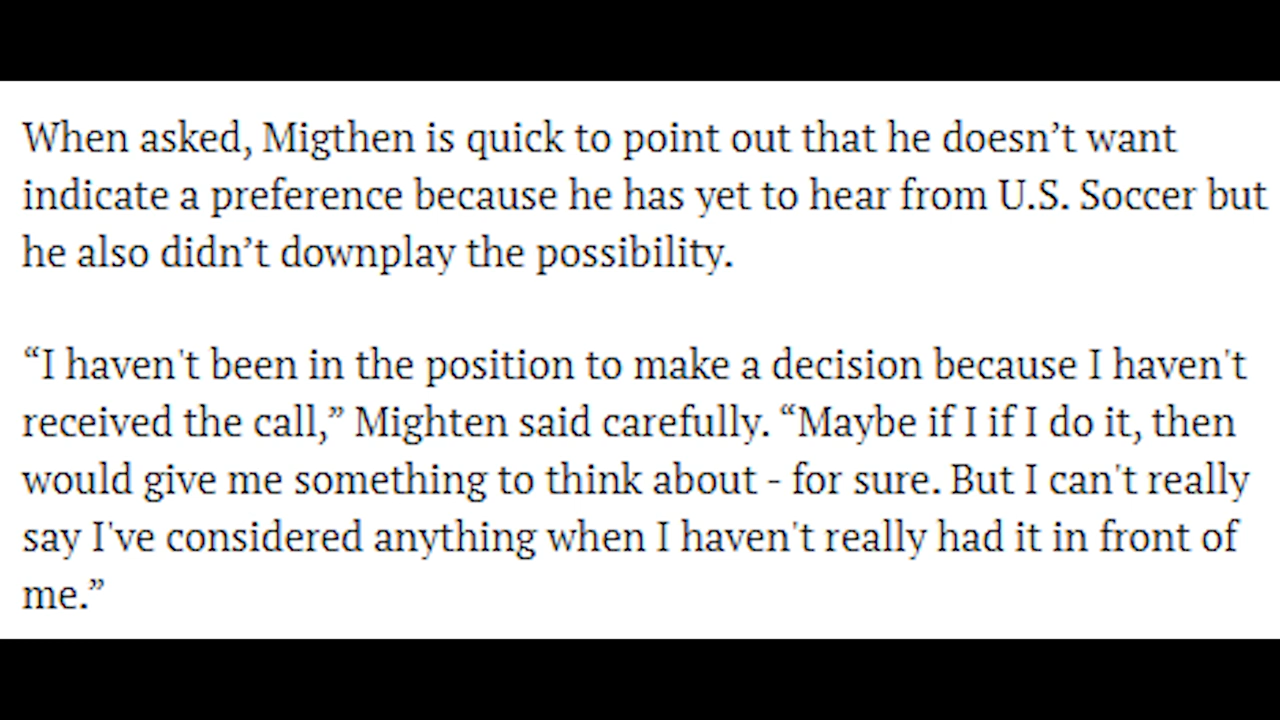 When asked, Migthen is quick to point out that he doesn’t want
indicate a preference because he has yet to hear from U.S. Soccer but
he also didn’t downplay the possibility.
“I haven't been in the position to make a decision because I haven't
received the call,” Mighten said carefully. “Maybe if I if I do it, then
would give me something to think about - for sure. But I can't really
say I've considered anything when I haven't really had it in front of
me.”